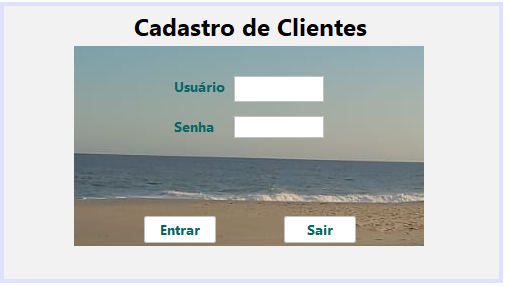 Cadastro de Clientes
Usuário
Senha
Entrar Sair